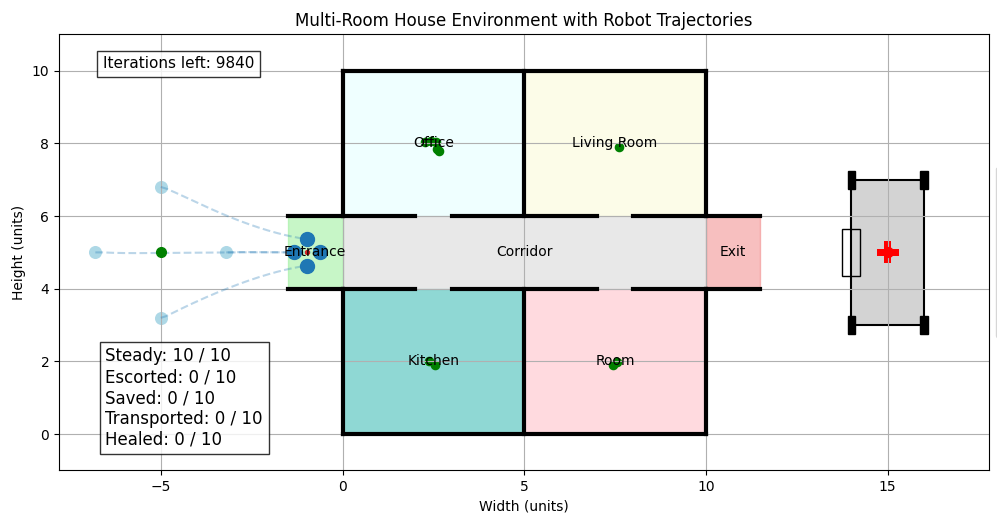 Multi-Room House Environment with Robot Trajectories
Iterations left: 9840
10
8
6
4
2
0
Height (units)
Office
Living Room
Entrance
Corridor
Exit
Kitchen
Room
Steady: 10 / 10
Escorted: 0 / 10
Saved: 0 / 10
Transported: 0 / 10
Healed: 0 / 10
−5
0
5
10
15
Width (units)